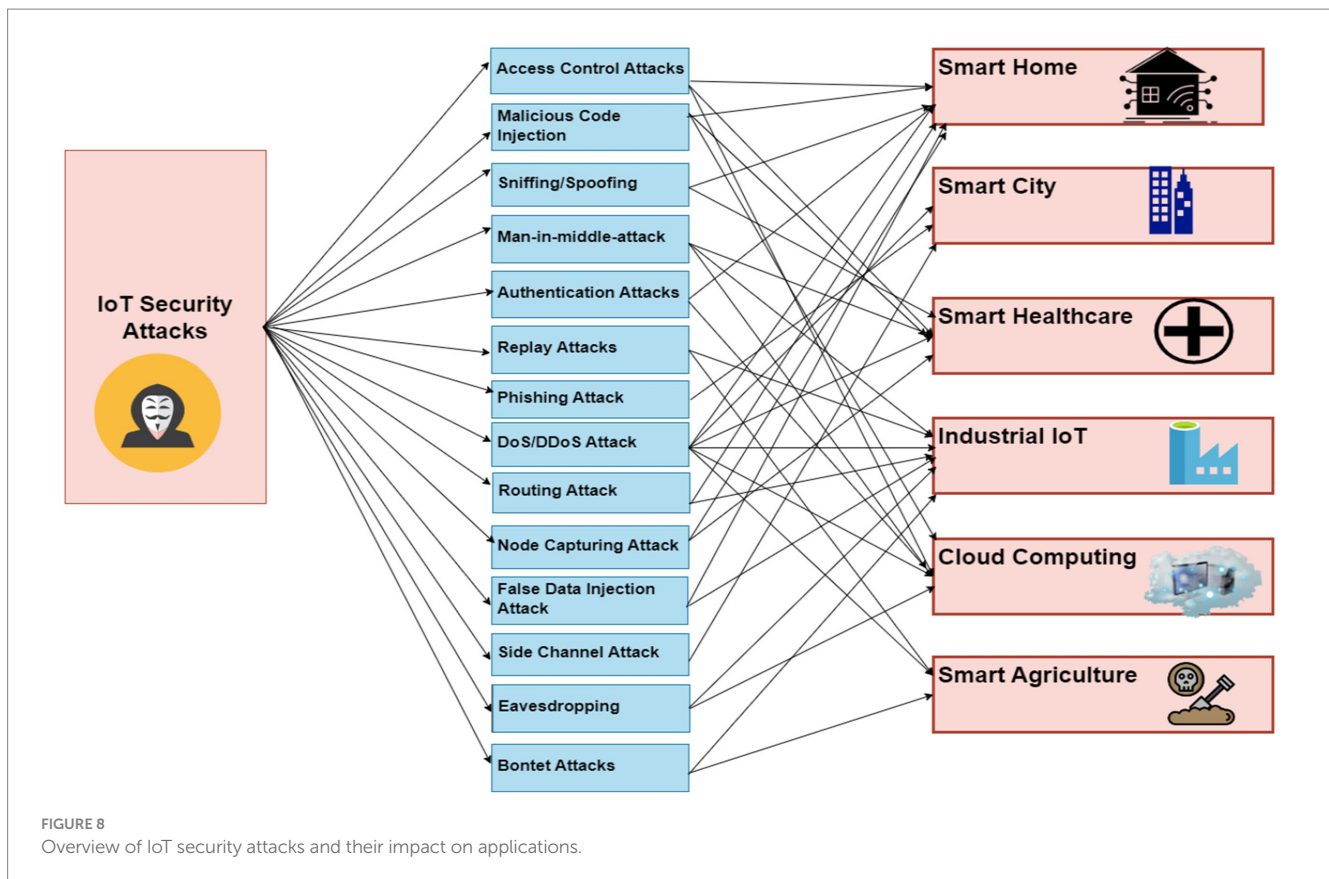 IoT Security
Attacks
Access Control Attacks
Malicious Code
Injection
Sniffing/Spoofing
Man-in-middle-attack
Authentication Attacks
Replay Attacks
Phishing Attack
DoS/DDoS Attack
Routing Attack
Node Capturing Attack
False Data Injection
Attack
Side Channel Attack
Eavesdropping
Bontet Attacks
Smart Home
Smart City
Smart Healthcare
Industrial IoT
Cloud Computing
Smart Agriculture
FIGURE 8
Overview of IoT security attacks and their impact on applications.